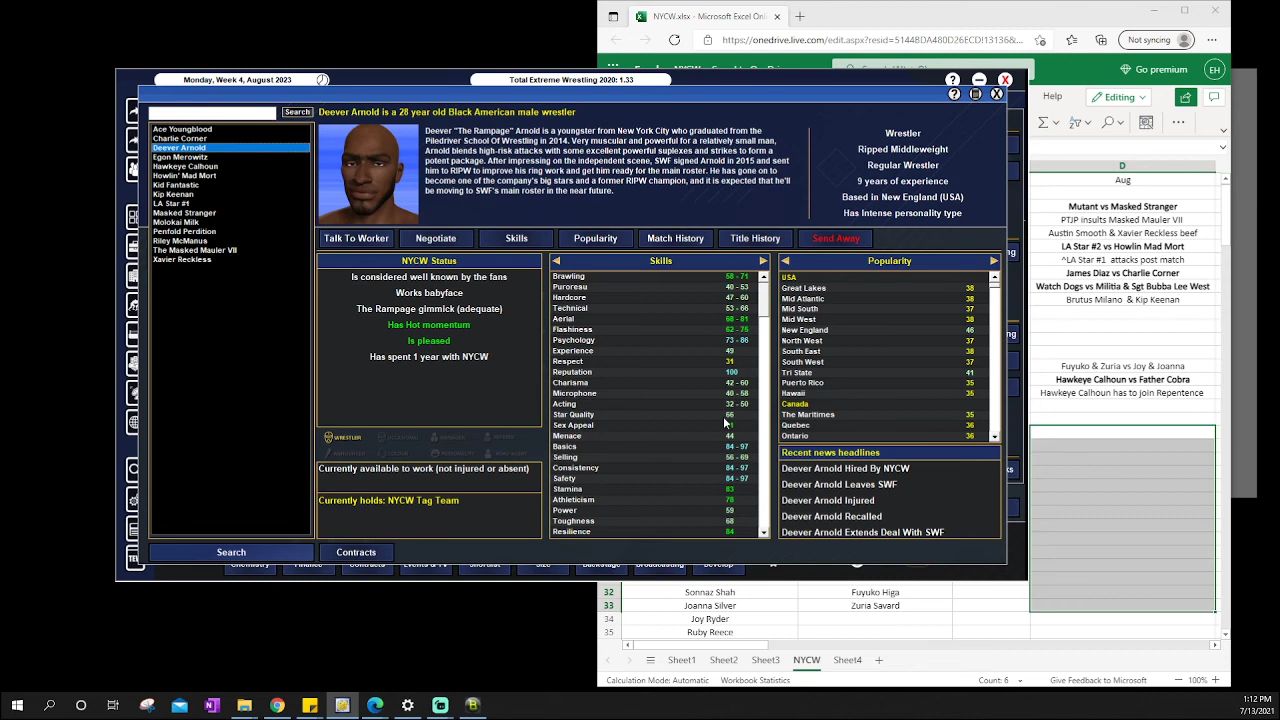 NYCW.xlsx - Microsoft Excel Onli
https://onedrive.live.com/edit.aspx?resid=5144BDA480D26ECD!13136&
Not syncing
Go premium
EH
Help
Editing
D
Aug
Mutant vs Masked Stranger
PTJP insults Masked Mauler VII
Austin Smooth & Xavier Reckless beef
LA Star #2 vs Howlin Mad Mort
^LA Star #1 attacks post match
James Diaz vs Charlie Corner
Watch Dogs vs Militia & Sgt Bubba Lee West
Brutus Milano & Kip Keenan
Fuyuko & Zuria vs Joy & Joanna
Hawkeye Calhoun vs Father Cobra
Hawkeye Calhoun has to join Repentence
32 Sonnaz Shah Fuyuko Higa
33 Joanna Silver Zuria Savard
34 Joy Ryder
35 Ruby Reece
Sheet1 Sheet2 Sheet3 NYCW Sheet4
Calculation Mode: Automatic Workbook Statistics Count: 6 Give Feedback to Microsoft 100%
Monday, Week 4, August 2023
Total Extreme Wrestling 2020: 1.33
Search
Deever Arnold is a 28 year old Black American male wrestler
Ace Youngblood
Charlie Corner
Deever Arnold
Egon Merowitz
Hawkeye Calhoun
Howlin' Mad Mort
Kid Fantastic
Kip Keenan
LA Star #1
Masked Stranger
Molokai Milk
Penfold Perdition
Riley McManus
The Masked Mauler VII
Xavier Reckless
Deever "The Rampage" Arnold is a youngster from New York City who graduated from the
Piledriver School Of Wrestling in 2014. Very muscular and powerful for a relatively small man,
Arnold blends high-risk attacks with some excellent powerful suplexes and strikes to form a
potent package. After impressing on the independent scene, SWF signed Arnold in 2015 and sent
him to RIPW to improve his ring work and get him ready for the main roster. He has gone on to
become one of the company's big stars and a former RIPW champion, and it is expected that he'll
be moving to SWF's main roster in the near future.
Wrestler
Ripped Middleweight
Regular Wrestler
9 years of experience
Based in New England (USA)
Has Intense personality type
Talk To Worker Negotiate Skills Popularity Match History Title History Send Away
NYCW Status
Is considered well known by the fans
Works babyface
The Rampage gimmick (adequate)
Has Hot momentum
Is pleased
Has spent 1 year with NYCW
WRESTLER
Currently available to work (not injured or absent)
Currently holds: NYCW Tag Team
Skills
Brawling 58 - 71
Puroresu 40 - 53
Hardcore 47 - 60
Technical 53 - 66
Aerial 68 - 81
Flashiness 62 - 75
Psychology 73 - 86
Experience 49
Respect 31
Reputation 100
Charisma 42 - 60
Microphone 40 - 58
Acting 32 - 50
Star Quality 66
Sex Appeal
Menace 44
Basics 84 - 97
Selling 56 - 69
Consistency 84 - 97
Safety 84 - 97
Stamina 83
Athleticism 78
Power 59
Toughness 68
Resilience 84
Popularity
USA
Great Lakes 38
Mid Atlantic 38
Mid South 37
Mid West 38
New England 46
North West 37
South East 38
South West 37
Tri State 41
Puerto Rico 35
Hawaii 35
Canada
The Maritimes 35
Quebec 36
Ontario 36
Recent news headlines
Deever Arnold Hired By NYCW
Deever Arnold Leaves SWF
Deever Arnold Injured
Deever Arnold Recalled
Deever Arnold Extends Deal With SWF
Search Contracts
1:12 PM
7/13/2021